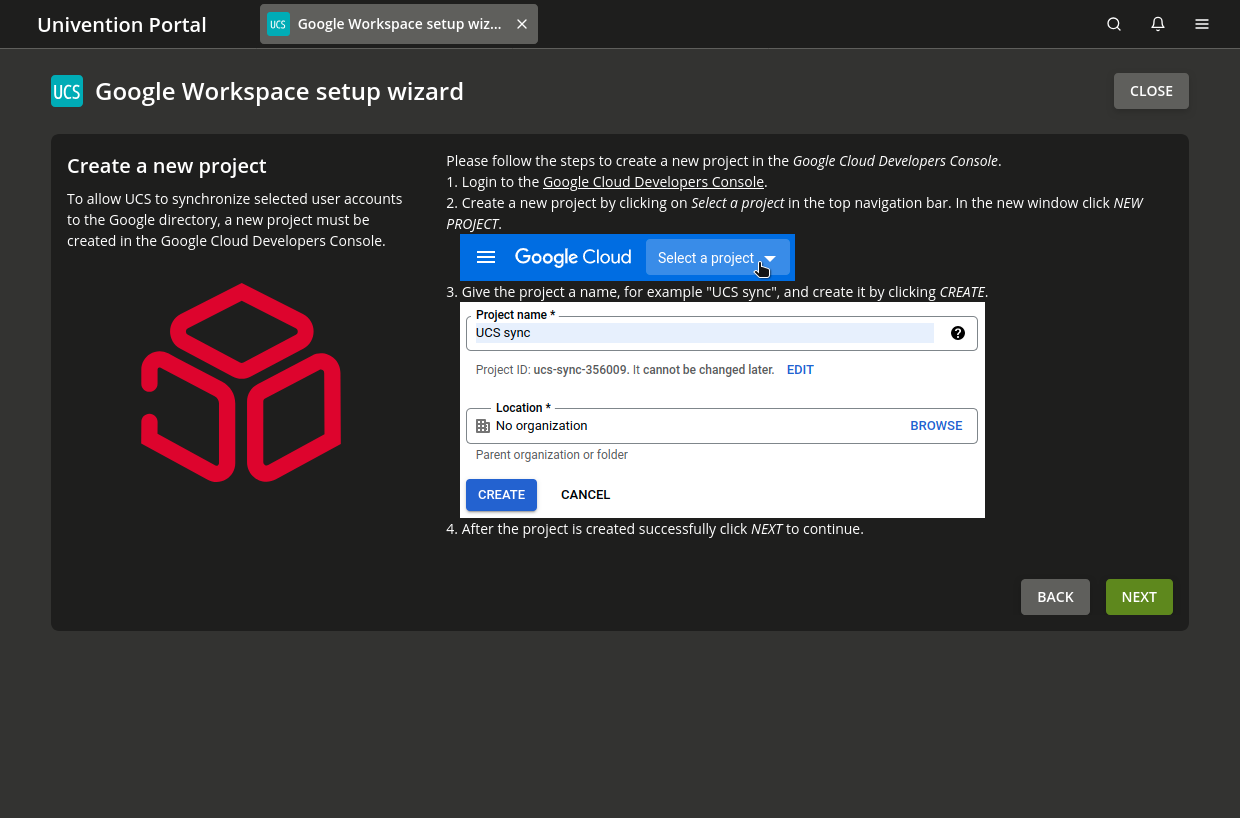 Univention Portal
UCS
Google Workspace setup wiz...
UCS
Google Workspace setup wizard
CLOSE
Create a new project
To allow UCS to synchronize selected user accounts
to the Google directory, a new project must be
created in the Google Cloud Developers Console.
Please follow the steps to create a new project in the Google Cloud Developers Console.
1. Login to the Google Cloud Developers Console.
2. Create a new project by clicking on Select a project in the top navigation bar. In the new window click NEW
PROJECT.
Google Cloud
Select a project
3. Give the project a name, for example "UCS sync", and create it by clicking CREATE.
Project name *
UCS sync
?
Project ID: ucs-sync-356009. It cannot be changed later. EDIT
Location *
No organization
BROWSE
Parent organization or folder
CREATE
CANCEL
4. After the project is created successfully click NEXT to continue.
BACK
NEXT